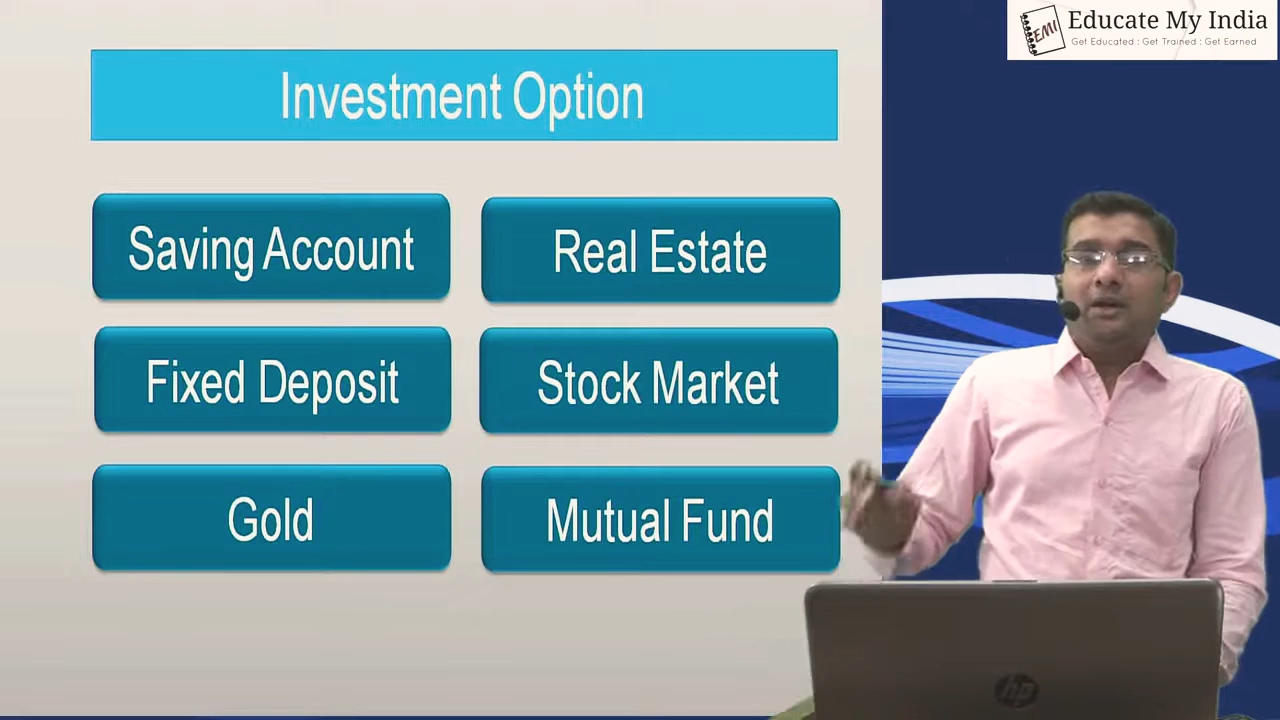 Educate My India
EMI
Get Educated : Get Trained : Get Earned
Investment Option
Saving Account
Real Estate
Fixed Deposit
Stock Market
Gold
Mutual Fund
hp